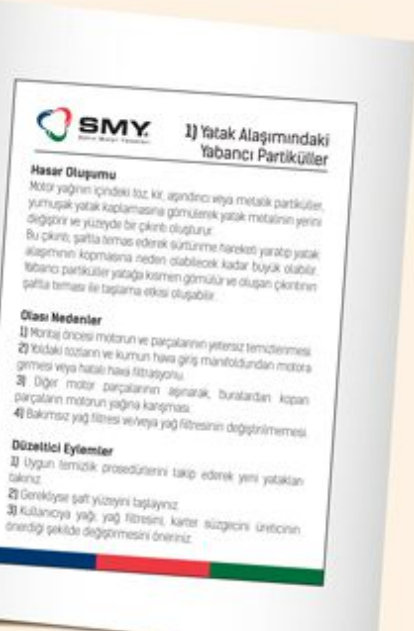 SMY
1) Yatak Alaşımındaki
Yabancı Partiküller
Hasar Oluşumu
Motor yağının içindeki toz, kir, aşındırıcı veya metalik partiküller,
yumuşak yatak kaplamasına gömülerek yatak metalinin yerini
değiştirir ve yüzeyde bir çıkıntı oluşturur.
Bu çıkıntı, şaftla temas ederek sürtünme hareketi yaratıp yatak
alaşımının kopmasına neden olabilecek kadar büyük olabilir.
Yabancı partiküller yatağa kısmen gömülür ve oluşan çıkıntının
şaftla teması ile taşlama etkisi oluşabilir.
Olası Nedenler
1) Montaj öncesi motorun ve parçalarının yetersiz temizlenmesi.
2) Yoldaki tozların ve kumun hava giriş manifoldundan motora
girmesi veya hatalı hava filtrasyonu.
3) Diğer motor parçalarının aşınarak, buralardan kopan
parçaların motorun yağına karışması.
4) Bakımsız yağ filtresi ve/veya yağ filtresinin değiştirilmemesi.
Düzeltici Eylemler
1) Uygun temizlik prosedürlerini takip ederek yeni yatakları
takınız.
2) Gerekliyse şaft yüzeyini taşlayınız.
3) Kullanıcıya yağı, yağ filtresini, karter süzgecini üreticinin
önerdiği şekilde değiştirmesini öneriniz.